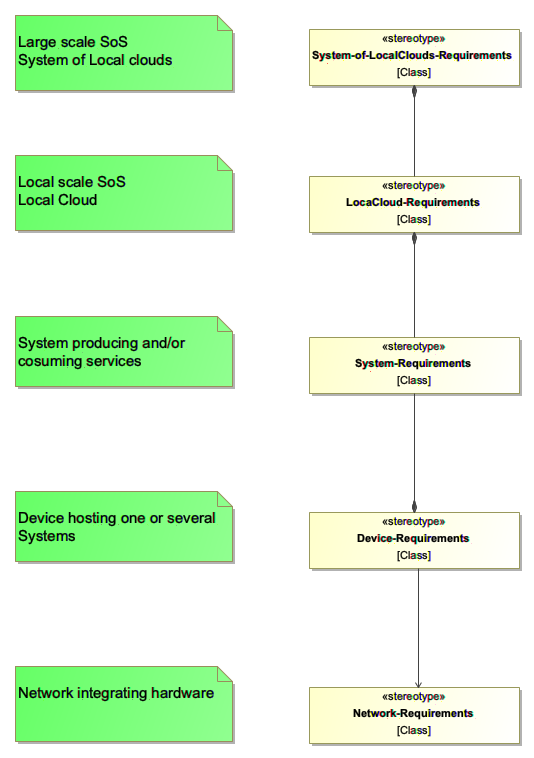 Large scale SoS
System of Local clouds
«stereotype»
System-of-LocalClouds-Requirements
[Class]
Local scale SoS
Local Cloud
«stereotype»
LocaCloud-Requirements
[Class]
System producing and/or
cosuming services
«stereotype»
System-Requirements
[Class]
Device hosting one or several
Systems
«stereotype»
Device-Requirements
[Class]
Network integrating hardware
«stereotype»
Network-Requirements
[Class]